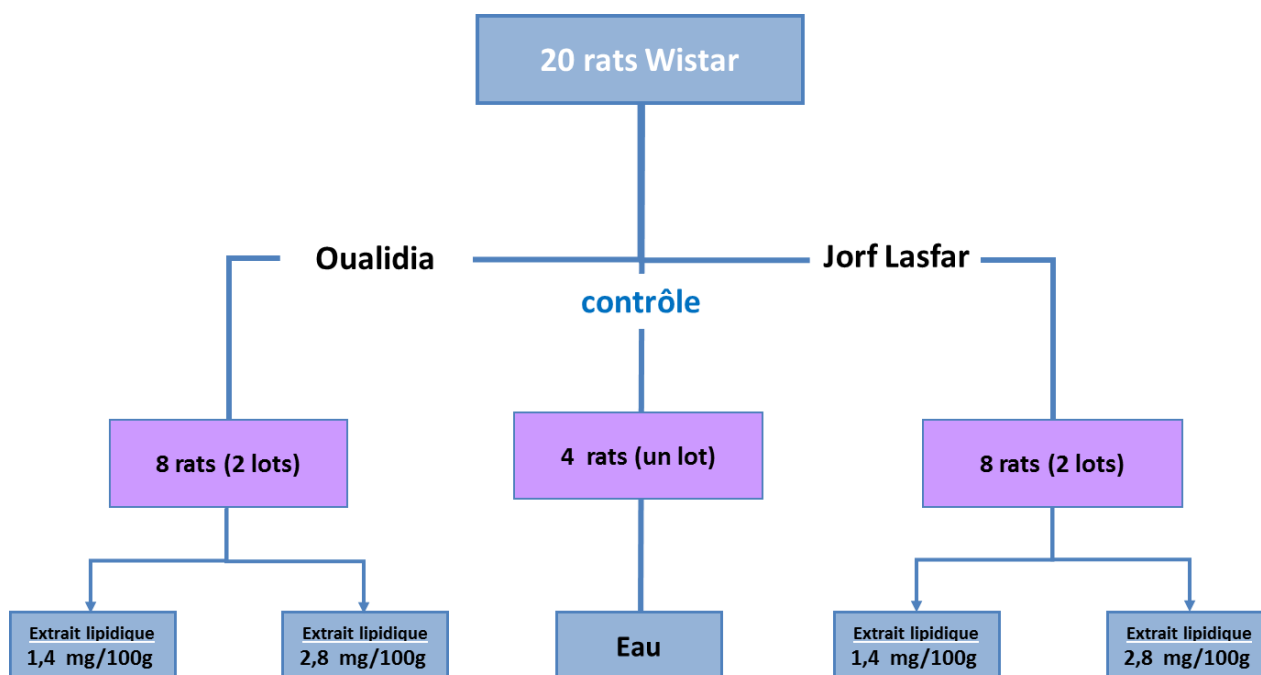 20 rats Wistar
Oualidia
Jorf Lasfar
contrôle
8 rats (2 lots)
4 rats (un lot)
8 rats (2 lots)
Extrait lipidique
1,4 mg/100g
Extrait lipidique
2,8 mg/100g
Eau
Extrait lipidique
1,4 mg/100g
Extrait lipidique
2,8 mg/100g